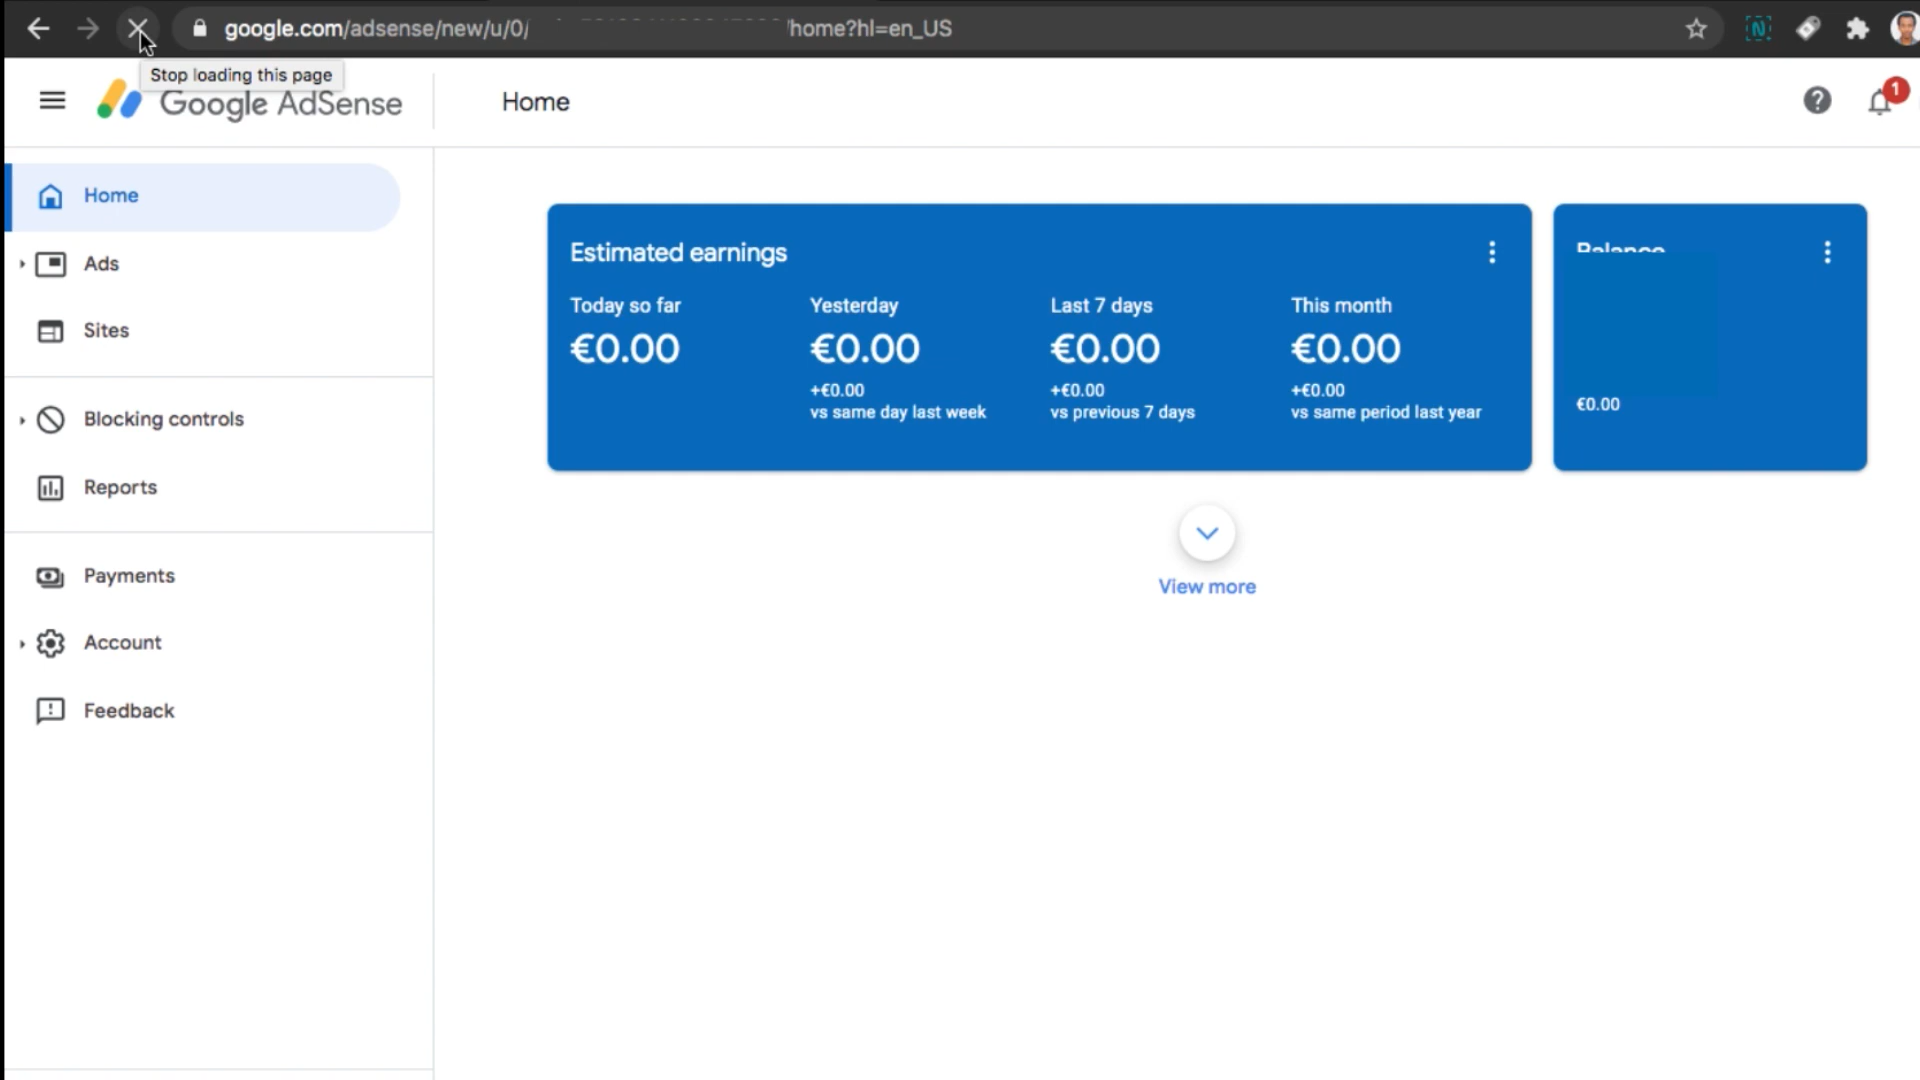 google.com/adsense/new/u/0/
/home?hl=en_US
Stop loading this page
Google AdSense
Home
1
Home
Ads
Sites
Blocking controls
Reports
Payments
Account
Feedback
Estimated earnings
Today so far
Yesterday
Last 7 days
This month
€0.00
€0.00
€0.00
€0.00
+€0.00
+€0.00
+€0.00
vs same day last week
vs previous 7 days
vs same period last year
Balance
€0.00
View more